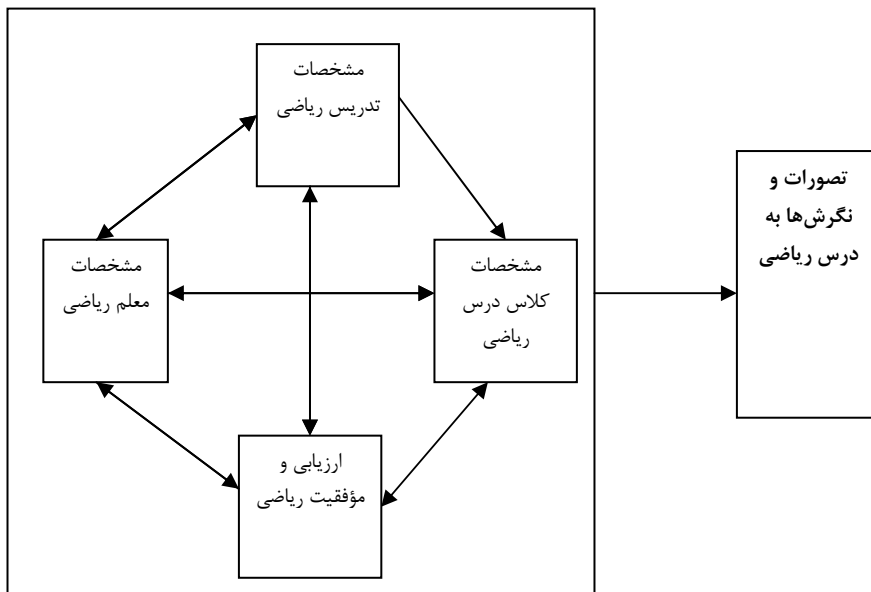 مشخصات
تدریس ریاضی
تصورات و
نگرش‌ها به
درس ریاضی
مشخصات
کلاس درس
ریاضی
مشخصات
معلم ریاضی
ارزیابی و
مؤفقیت ریاضی